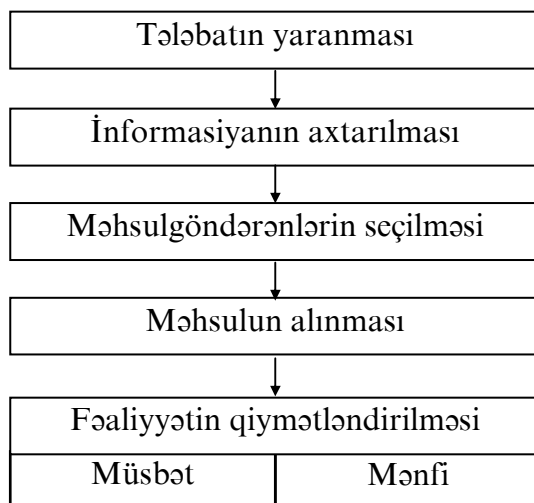 Tələbatın yaranması
İnformasiyanın axtarılması
Məhsulgöndərənlərin seçilməsi
Məhsulun alınması
Fəaliyyətin qiymətləndirilməsi
Müsbət
Mənfi